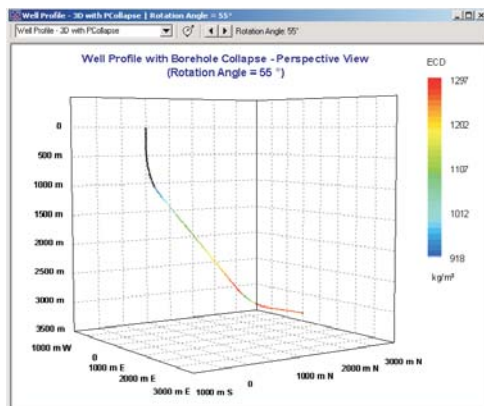 Well Profile - 3D with PCollapse | Rotation Angle = 55°
Well Profile - 3D with PCollapse
Rotation Angle: 55°
Well Profile with Borehole Collapse - Perspective View
(Rotation Angle = 55 °)
ECD
1297
1202
1107
1012
918
kg/m³
0
500 m
1000 m
1500 m
2000 m
2500 m
3000 m
3500 m
1000 m W
0
1000 m E
2000 m E
3000 m E
1000 m S
0
1000 m N
2000 m N
3000 m N